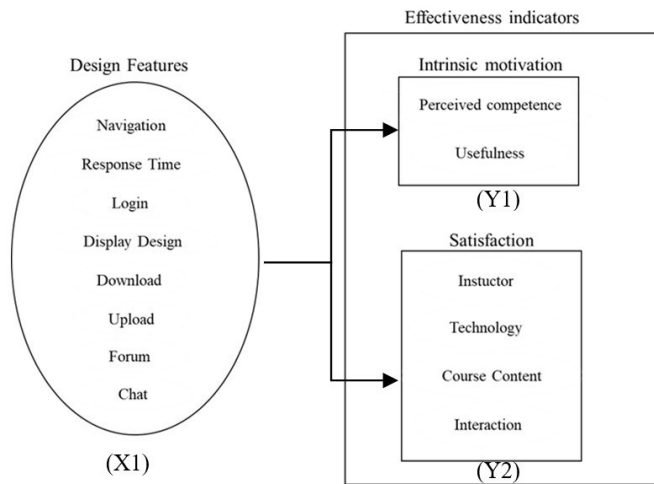 Effectiveness indicators
Design Features
Navigation
Response Time
Login
Display Design
Download
Upload
Forum
Chat
(X1)
Intrinsic motivation
Perceived competence
Usefulness
(Y1)
Satisfaction
Instuctor
Technology
Course Content
Interaction
(Y2)